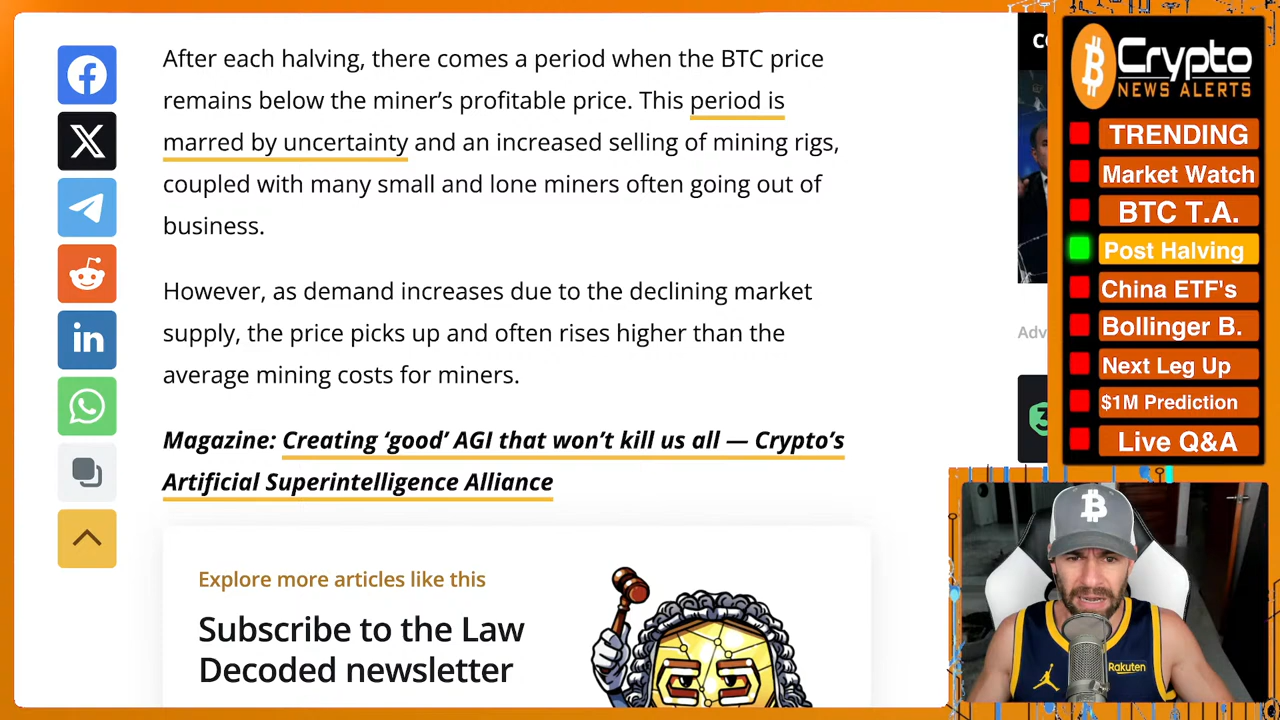 After each halving, there comes a period when the BTC price
remains below the miner’s profitable price. This period is
marred by uncertainty and an increased selling of mining rigs,
coupled with many small and lone miners often going out of
business.
However, as demand increases due to the declining market
supply, the price picks up and often rises higher than the
average mining costs for miners.
Magazine: Creating ‘good’ AGI that won’t kill us all — Crypto’s
Artificial Superintelligence Alliance
Explore more articles like this
Subscribe to the Law
Decoded newsletter
Adv
Crypto
NEWS ALERTS
TRENDING
Market Watch
BTC T.A.
Post Halving
China ETF's
Bollinger B.
Next Leg Up
$1M Prediction
Live Q&A
Rakuten